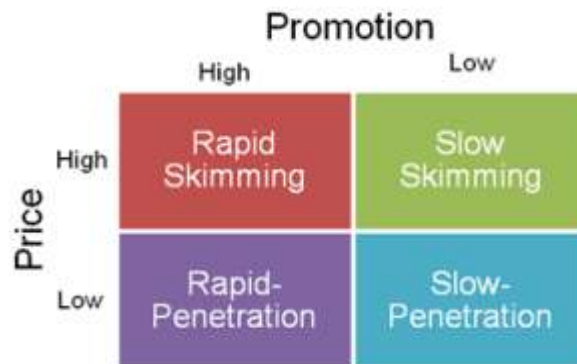 Promotion
High
Low
High
Rapid
Skimming
Slow
Skimming
Price
Low
Rapid-
Penetration
Slow-
Penetration